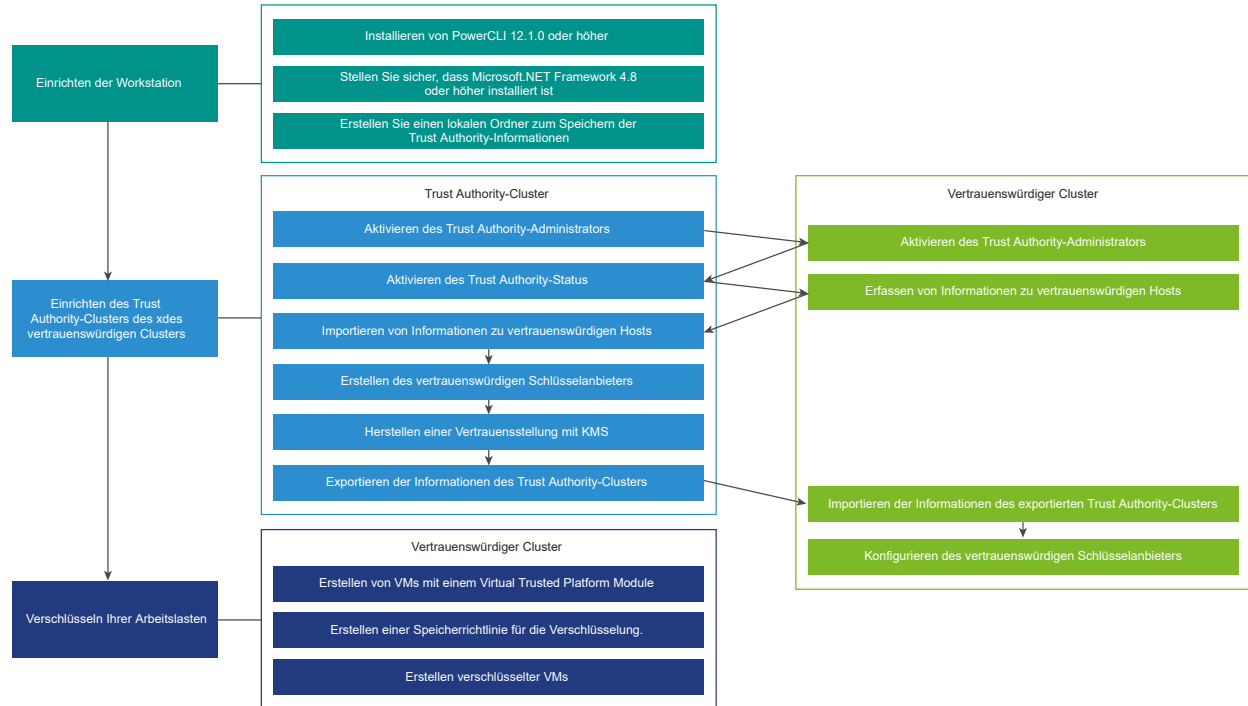 Einrichten der Workstation
Installieren von PowerCLI 12.1.0 oder höher
Stellen Sie sicher, dass Microsoft.NET Framework 4.8
oder höher installiert ist
Erstellen Sie einen lokalen Ordner zum Speichern der
Trust Authority-Informationen
Einrichten des Trust
Authority-Clusters des xdes
vertrauenswürdigen Clusters
Trust Authority-Cluster
Aktivieren des Trust Authority-Administrators
Aktivieren des Trust Authority-Status
Importieren von Informationen zu vertrauenswürdigen Hosts
Erstellen des vertrauenswürdigen Schlüsselanbieters
Herstellen einer Vertrauensstellung mit KMS
Exportieren der Informationen des Trust Authority-Clusters
Vertrauenswürdiger Cluster
Aktivieren des Trust Authority-Administrators
Erfassen von Informationen zu vertrauenswürdigen Hosts
Importieren der Informationen des exportierten Trust Authority-Clusters
Konfigurieren des vertrauenswürdigen Schlüsselanbieters
Verschlüsseln Ihrer Arbeitslasten
Vertrauenswürdiger Cluster
Erstellen von VMs mit einem Virtual Trusted Platform Module
Erstellen einer Speicherrichtlinie für die Verschlüsselung.
Erstellen verschlüsselter VMs